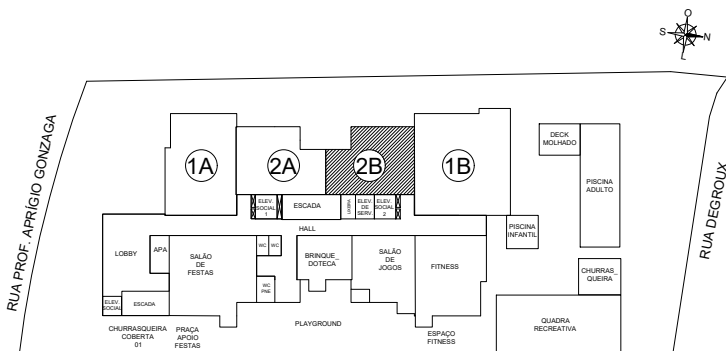 O
S
N
L
RUA PROF. APRÍGIO GONZAGA
RUA DEGROUX
1A
2A
2B
1B
DECK
MOLHADO
PISCINA
ADULTO
ELEV.
SOCIAL
1
ESCADA
LIXEIRA
ELEV.
DE
SERV.
ELEV.
SOCIAL
2
HALL
PISCINA
INFANTIL
LOBBY
APA
SALÃO
DE
FESTAS
WC
WC
WC
PNE
BRINQUE_
DOTECA
SALÃO
DE
JOGOS
FITNESS
CHURRAS_
QUEIRA
ELEV.
SOCIAL
ESCADA
CHURRASQUEIRA
COBERTA
01
PRAÇA
APOIO
FESTAS
PLAYGROUND
ESPAÇO
FITNESS
QUADRA
RECREATIVA